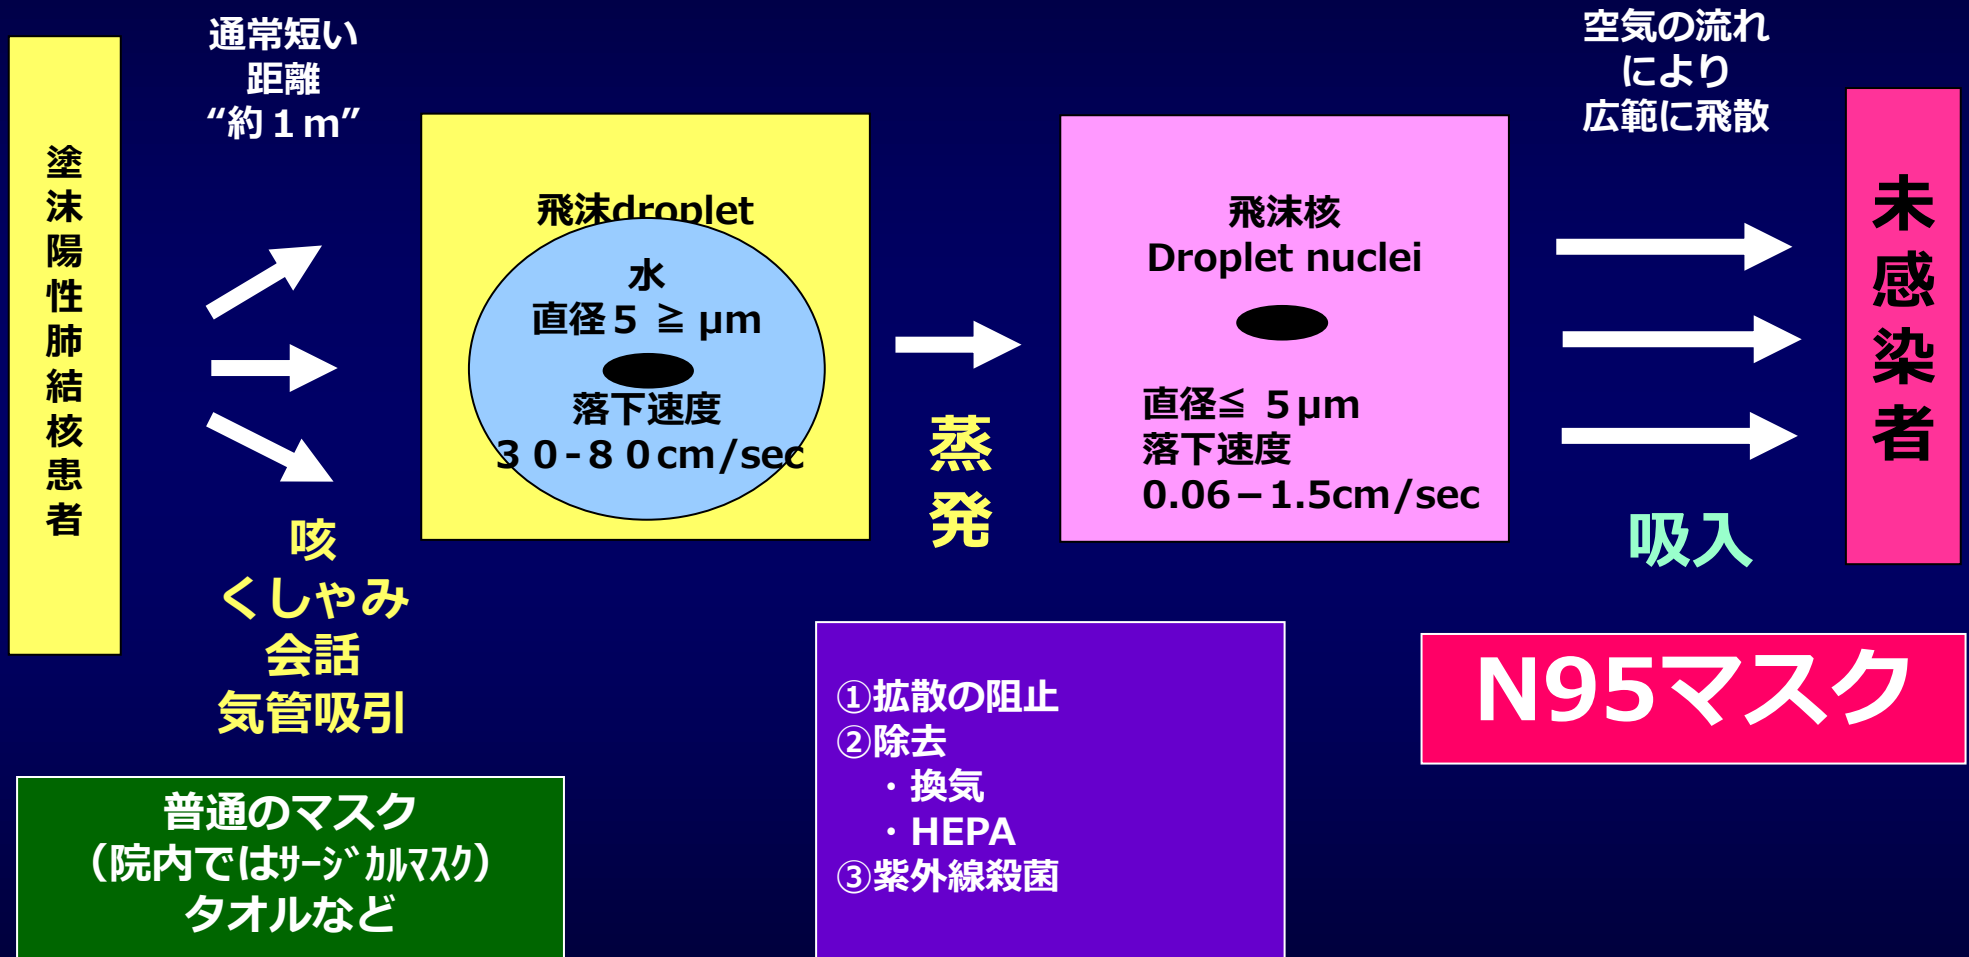 塗沫陽性肺結核患者
通常短い
距離
“約１ｍ”
咳
くしゃみ
会話
気管吸引
普通のマスク
（院内ではｻｰｼﾞｶﾙﾏｽｸ）
タオルなど
飛沫droplet
水
直径５ ≧ μm
落下速度
３０-８０cm/sec
蒸発
①拡散の阻止
②除去
・換気
・HEPA
③紫外線殺菌
飛沫核
Droplet nuclei
直径≦ ５μm
落下速度
0.06－1.5cm/sec
空気の流れ
により
広範に飛散
吸入
未感染者
N95マスク